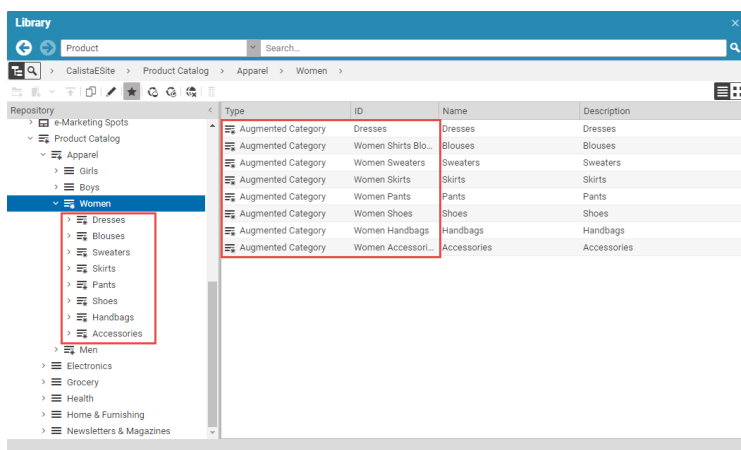 Library
Product
Search...
CalistaESite > Product Catalog > Apparel > Women >
Repository
Type ID Name Description
e-Marketing Spots
Product Catalog
Apparel
Girls
Boys
Women
Dresses
Blouses
Sweaters
Skirts
Pants
Shoes
Handbags
Accessories
Men
Electronics
Grocery
Health
Home & Furnishing
Newsletters & Magazines
Augmented Category Dresses Dresses Dresses
Augmented Category Women Shirts Blo... Blouses Blouses
Augmented Category Women Sweaters Sweaters Sweaters
Augmented Category Women Skirts Skirts Skirts
Augmented Category Women Pants Pants Pants
Augmented Category Women Shoes Shoes Shoes
Augmented Category Women Handbags Handbags Handbags
Augmented Category Women Accessori... Accessories Accessories